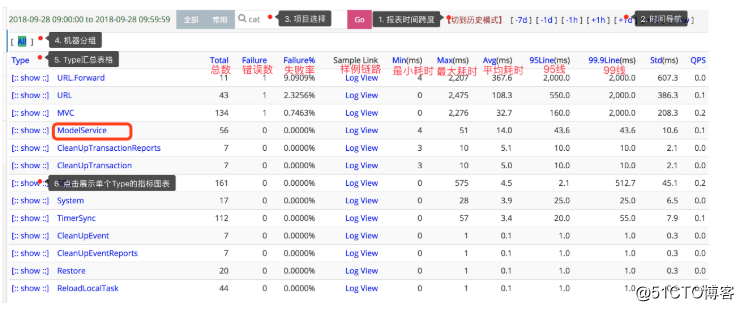 2018-09-28 09:00:00 to 2018-09-28 09:59:59 全部 常用 cat 3. 项目选择 Go 1. 报表时间跨度 【切到历史模式】 [ -7d ] [ -1d ] [ -1h ] [ +1h ] 2. 时间导航
[ All ] 4. 机器分组
Type 5. Type汇总表格 Total Failure Failure% Sample Link Min(ms) Max(ms) Avg(ms) 95Line(ms) 99.9Line(ms) Std(ms) QPS
总数 错误数 失败率 样例链路 最小耗时 最大耗时 平均耗时 95线 99线
[:: show ::] URL.Forward 11 1 9.0909% Log View 4 2,207 367.6 2,000.0 2,000.0 607.3 0.0
[:: show ::] URL 43 1 2.3256% Log View 0 2,475 108.3 550.0 2,000.0 386.3 0.1
[:: show ::] MVC 134 1 0.7463% Log View 0 2,276 32.7 160.0 2,000.0 208.3 0.2
[:: show ::] ModelService 56 0 0.0000% Log View 4 51 14.0 43.6 43.6 10.6 0.1
[:: show ::] CleanUpTransactionReports 7 0 0.0000% Log View 3 10 5.1 10.0 10.0 2.1 0.0
[:: show ::] CleanUpTransaction 7 0 0.0000% Log View 3 10 5.0 10.0 10.0 2.1 0.0
6. 点击展示单个Type的指标图表 161 0 0.0000% Log View 0 575 4.5 2.1 512.7 45.1 0.2
[:: show ::] System 17 0 0.0000% Log View 0 28 3.9 25.0 25.0 6.5 0.0
[:: show ::] TimerSync 112 0 0.0000% Log View 0 57 3.4 20.0 55.0 7.9 0.1
[:: show ::] CleanUpEvent 7 0 0.0000% Log View 0 1 0.1 1.0 1.0 0.3 0.0
[:: show ::] CleanUpEventReports 7 0 0.0000% Log View 0 1 0.1 1.0 1.0 0.3 0.0
[:: show ::] Restore 20 0 0.0000% Log View 0 1 0.1 1.0 1.0 0.3 0.0
[:: show ::] ReloadLocalTask 44 0 0.0000% Log View 0 1 0.1 1.0 1.0 0.3 0.0
@51CTO博客